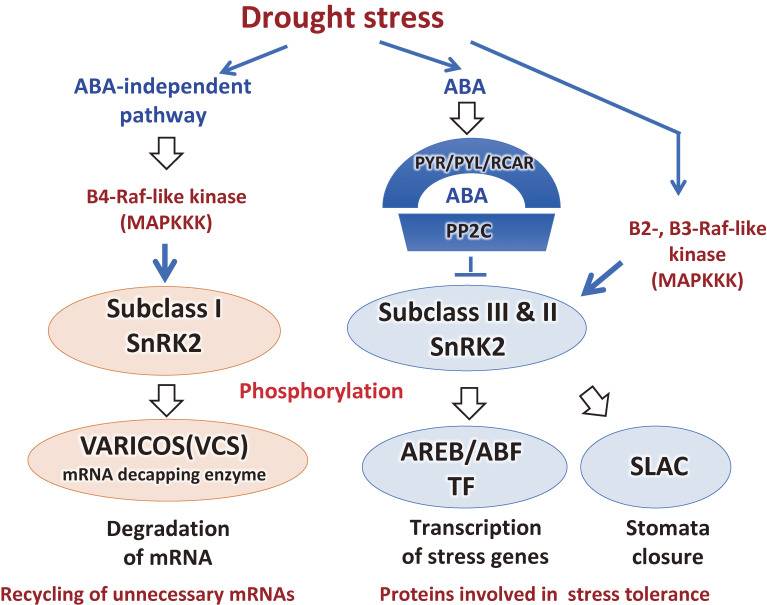 Drought stress
ABA-independent
pathway
B4-Raf-like kinase
(MAPKKK)
Subclass I
SnRK2
VARICOS(VCS)
mRNA decapping enzyme
Degradation
of mRNA
Recycling of unnecessary mRNAs
Phosphorylation
ABA
PYR/PYL/RCAR
ABA
PP2C
Subclass III & II
SnRK2
AREB/ABF
TF
Transcription
of stress genes
B2-, B3-Raf-like
kinase
(MAPKKK)
SLAC
Stomata
closure
Proteins involved in stress tolerance